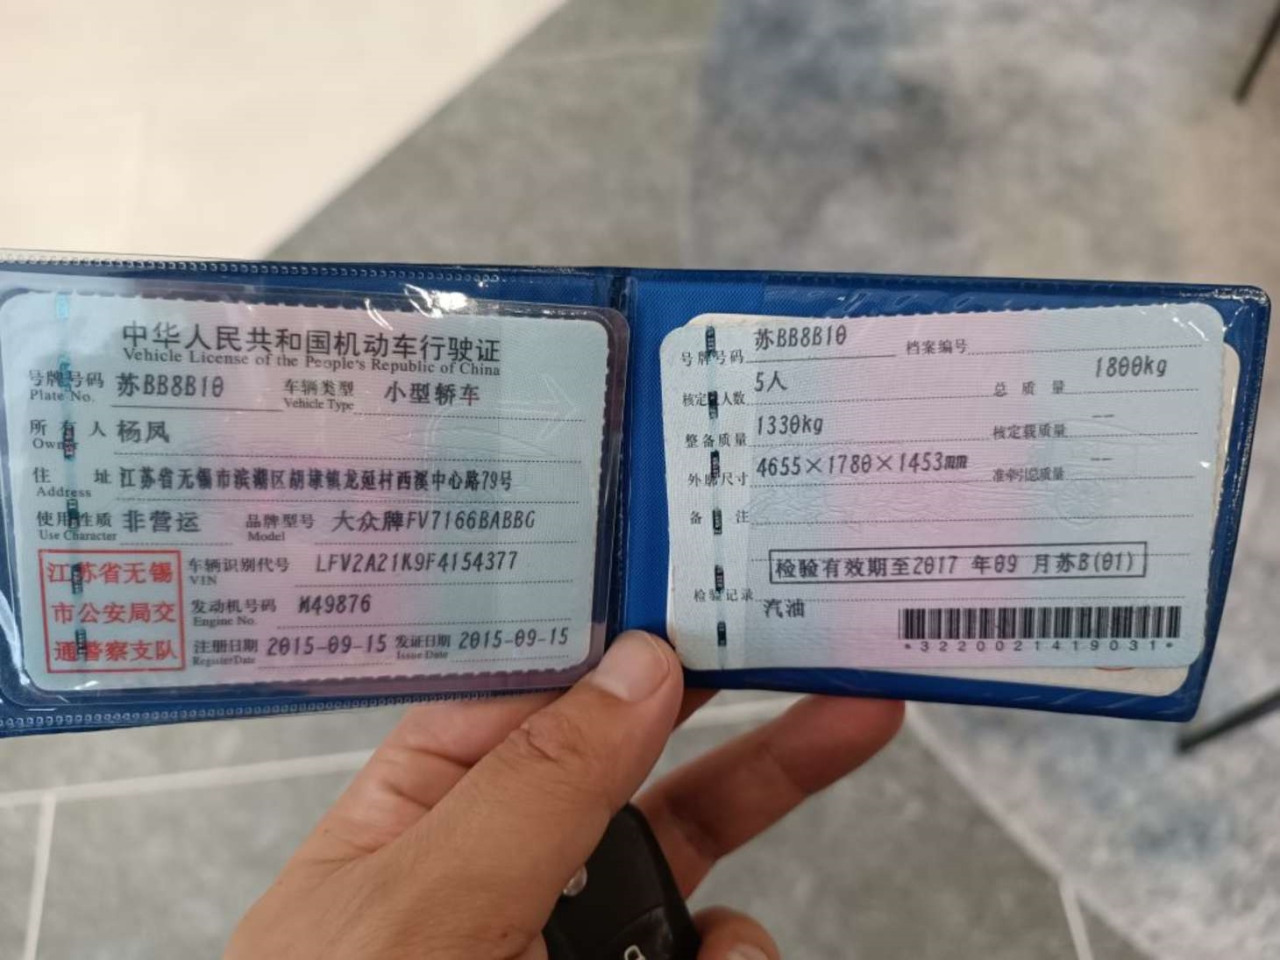 中华人民共和国机动车行驶证
Vehicle License of the People's Republic of China
号牌号码 苏BB8B10 车辆类型 小型轿车
Plate No. Vehicle Type
所有人 杨凤
Owner
住址 江苏省无锡市滨湖区胡埭镇龙延村西溪中心路79号
Address
使用性质 非营运 品牌型号 大众牌FV7166BABBG
Use Character Model
江苏省无锡
市公安局交
通警察支队
车辆识别代号 LFV2A21K9F4154377
VIN
发动机号码 M49876
Engine No.
注册日期 2015-09-15 发证日期 2015-09-15
Register Date Issue Date
号牌号码 苏BB8B10 档案编号
核定人数 5人 总质量 1800kg
整备质量 1330kg 核定载质量 --
外廓尺寸 4655×1780×1453mm 准牵引总质量 --
备注
检验有效期至2017 年09 月苏B(01)
检验记录 汽油
*3220021419031*